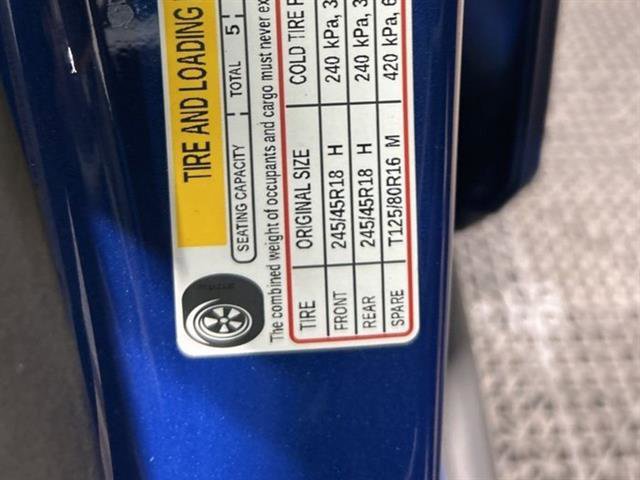 TIRE AND LOADING
SEATING CAPACITY TOTAL 5
The combined weight of occupants and cargo must never
TIRE ORIGINAL SIZE COLD TIRE
FRONT 245/45R18 H 240 kPa,
REAR 245/45R18 H 240 kPa,
SPARE T125/80R16 M 420 kPa,